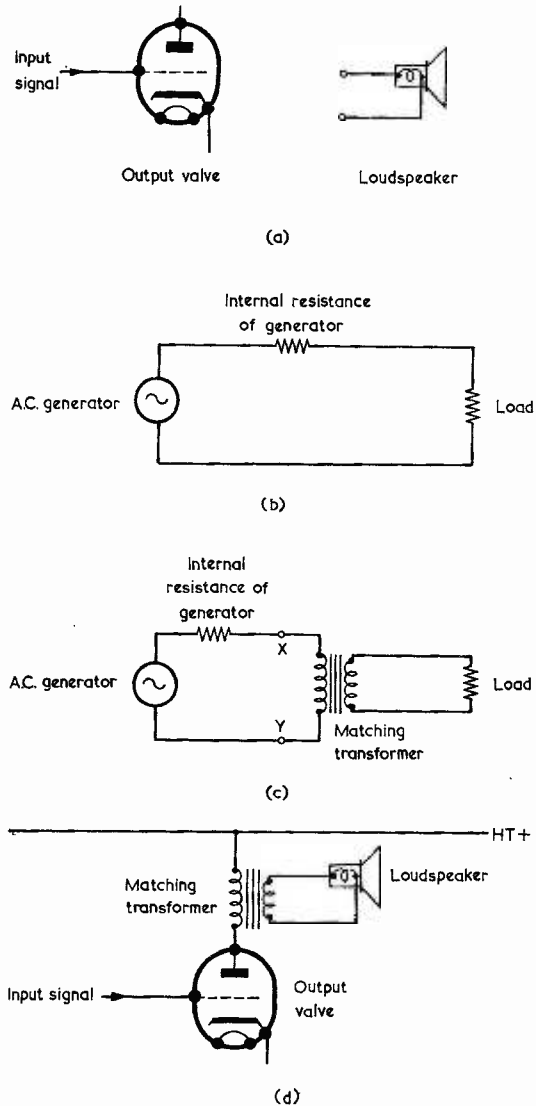 Input
signal
Output valve
Loudspeaker
(a)
Internal resistance
of generator
A.C. generator
Load
(b)
Internal
resistance of
generator
X
A.C. generator
Load
Y
Matching
transformer
(c)
HT+
Matching
transformer
Loudspeaker
Input signal
Output
valve
(d)